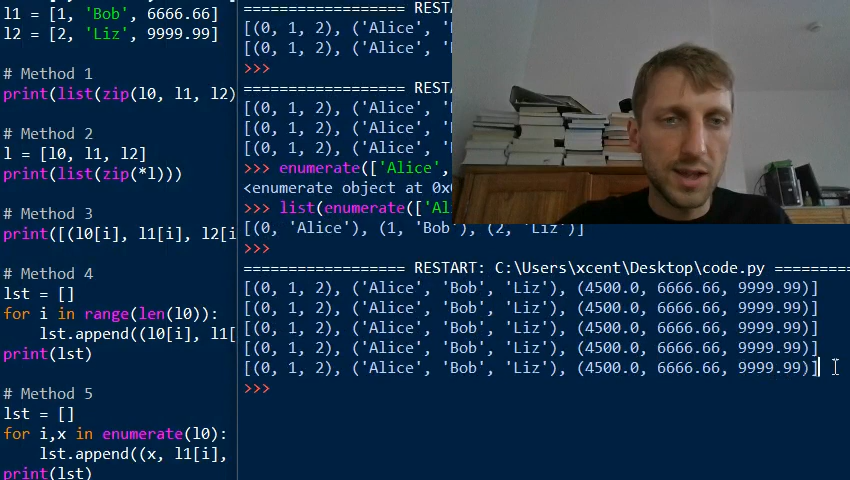 l1 = [1, 'Bob', 6666.66]
l2 = [2, 'Liz', 9999.99]
# Method 1
print(list(zip(l0, l1, l2)
# Method 2
l = [l0, l1, l2]
print(list(zip(*l)))
# Method 3
print([(l0[i], l1[i], l2[i
# Method 4
lst = []
for i in range(len(l0)):
    lst.append((l0[i], l1[
print(lst)
# Method 5
lst = []
for i,x in enumerate(l0):
    lst.append((x, l1[i],
print(lst)
=================== RESTA
[(0, 1, 2), ('Alice', '
[(0, 1, 2), ('Alice', '
>>>
=================== RESTA
[(0, 1, 2), ('Alice', '
[(0, 1, 2), ('Alice', '
[(0, 1, 2), ('Alice', '
>>> enumerate(['Alice',
<enumerate object at 0x
>>> list(enumerate(['Al
[(0, 'Alice'), (1, 'Bob'), (2, 'Liz')]
>>>
================== RESTART: C:\Users\xcent\Desktop\code.py =========
[(0, 1, 2), ('Alice', 'Bob', 'Liz'), (4500.0, 6666.66, 9999.99)]
[(0, 1, 2), ('Alice', 'Bob', 'Liz'), (4500.0, 6666.66, 9999.99)]
[(0, 1, 2), ('Alice', 'Bob', 'Liz'), (4500.0, 6666.66, 9999.99)]
[(0, 1, 2), ('Alice', 'Bob', 'Liz'), (4500.0, 6666.66, 9999.99)]
[(0, 1, 2), ('Alice', 'Bob', 'Liz'), (4500.0, 6666.66, 9999.99)]
>>>